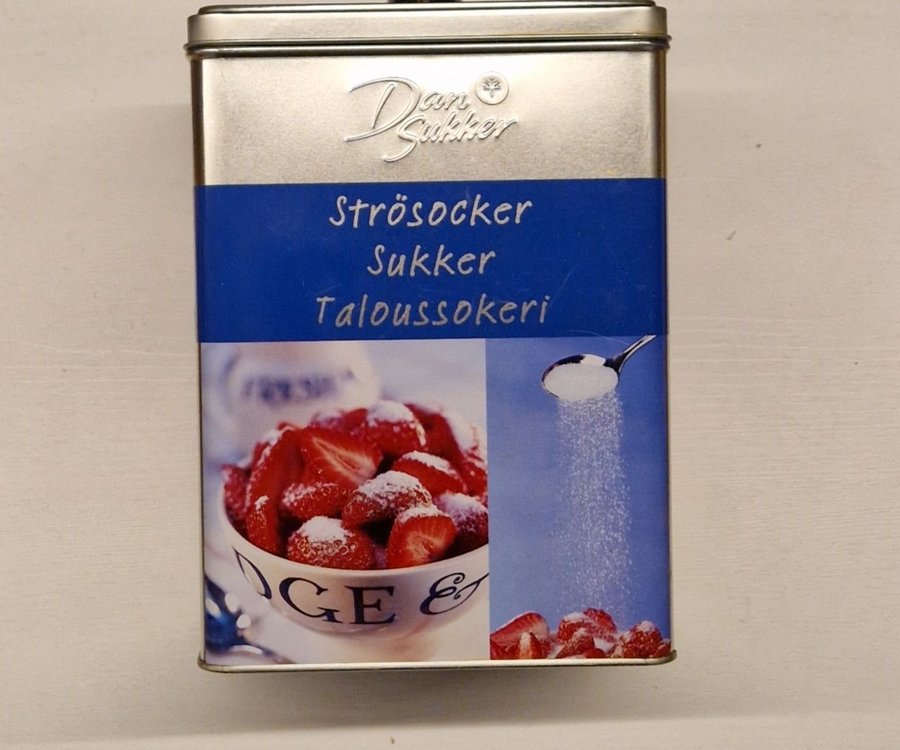 Dan
Sukker
Strösocker
Sukker
Taloussokeri
DGE &